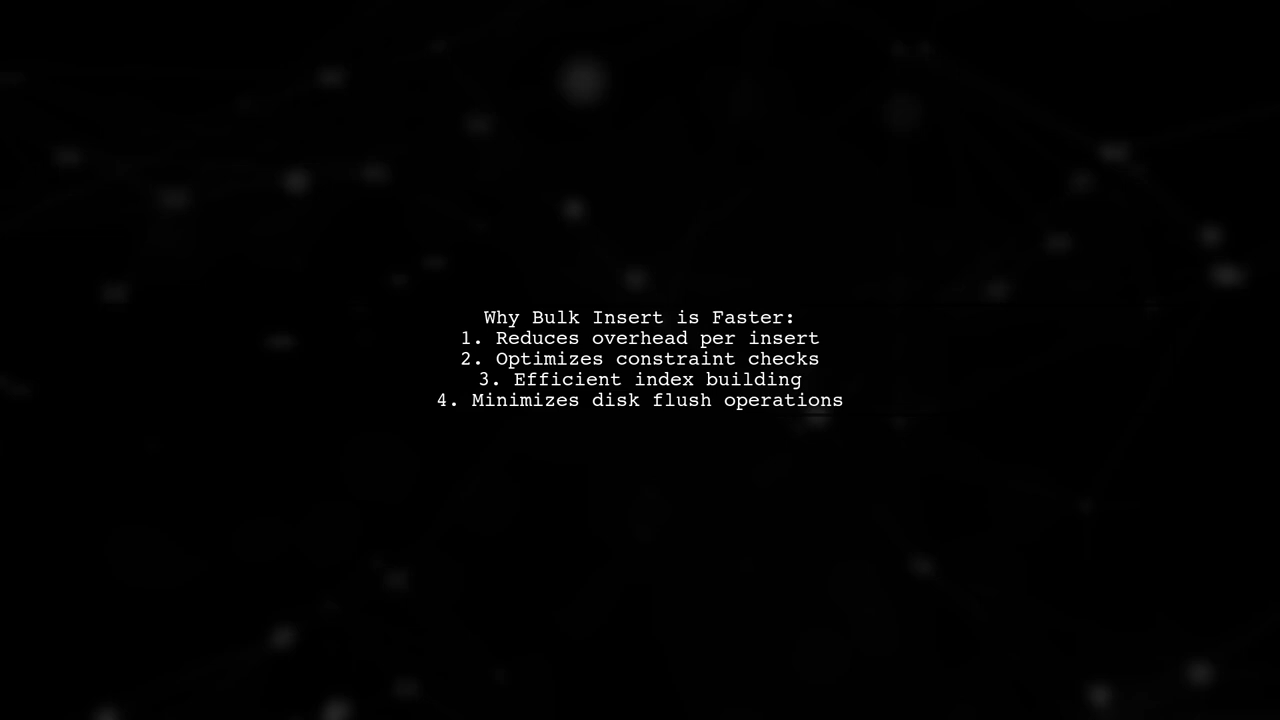 Why Bulk Insert is Faster:
1. Reduces overhead per insert
2. Optimizes constraint checks
3. Efficient index building
4. Minimizes disk flush operations